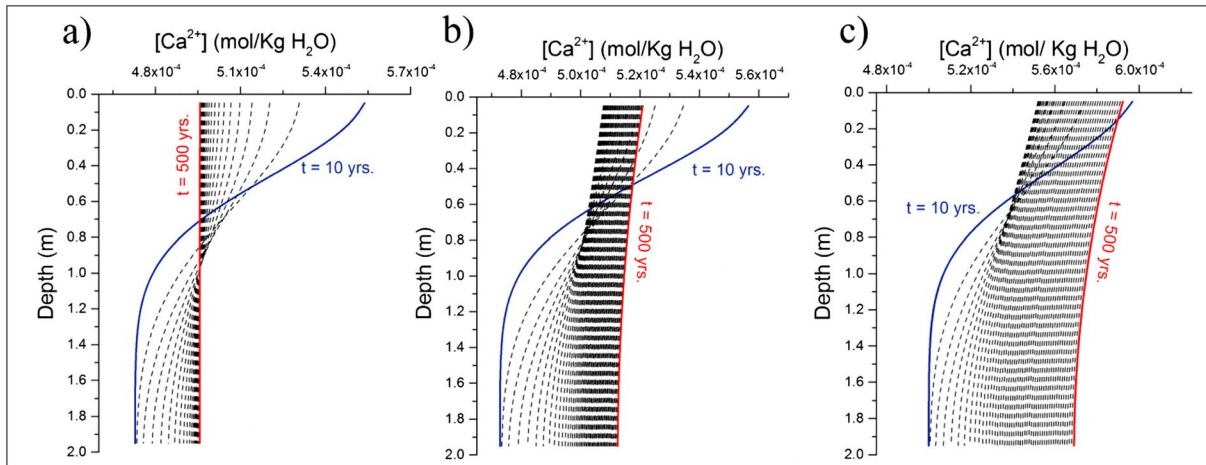 a)
[Ca²⁺] (mol/Kg H₂O)
4.8x10⁻⁴ 5.1x10⁻⁴ 5.4x10⁻⁴ 5.7x10⁻⁴
0.0
0.2
0.4
0.6
0.8
1.0
1.2
1.4
1.6
1.8
2.0
Depth (m)
t = 500 yrs.
t = 10 yrs.
b)
[Ca²⁺] (mol/Kg H₂O)
4.8x10⁻⁴ 5.0x10⁻⁴ 5.2x10⁻⁴ 5.4x10⁻⁴ 5.6x10⁻⁴
0.0
0.2
0.4
0.6
0.8
1.0
1.2
1.4
1.6
1.8
2.0
Depth (m)
t = 10 yrs.
t = 500 yrs.
c)
[Ca²⁺] (mol/ Kg H₂O)
4.8x10⁻⁴ 5.2x10⁻⁴ 5.6x10⁻⁴ 6.0x10⁻⁴
0.0
0.2
0.4
0.6
0.8
1.0
1.2
1.4
1.6
1.8
2.0
Depth (m)
t = 10 yrs.
t = 500 yrs.